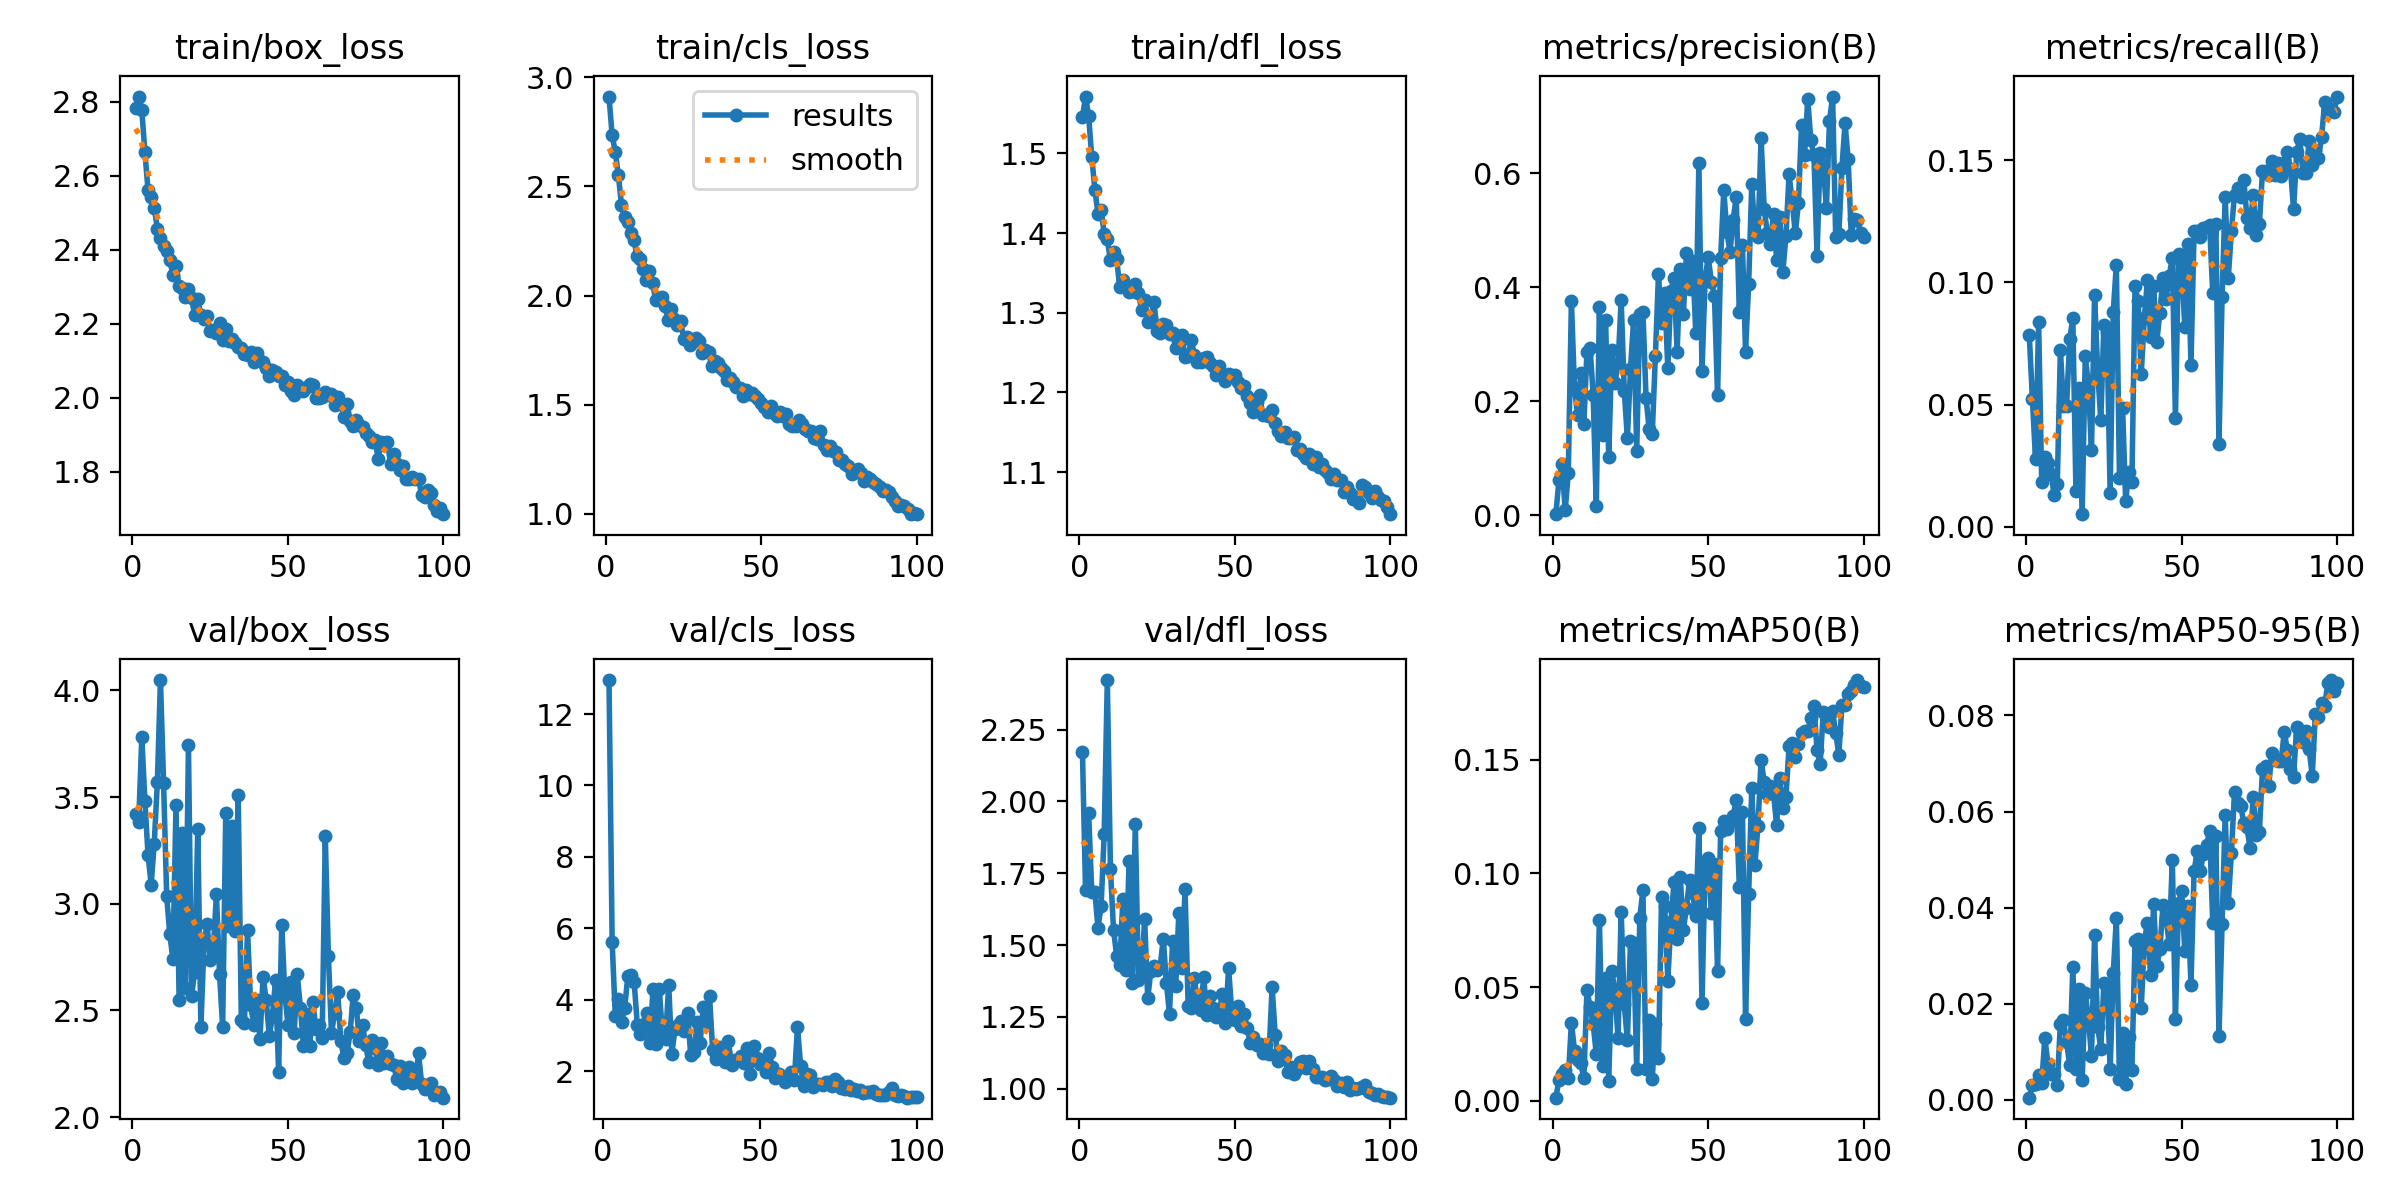 train/box_loss
2.8
2.6
2.4
2.2
2.0
1.8
0 50 100
train/cls_loss
3.0
2.5
2.0
1.5
1.0
results
smooth
0 50 100
train/dfl_loss
1.5
1.4
1.3
1.2
1.1
0 50 100
metrics/precision(B)
0.6
0.4
0.2
0.0
0 50 100
metrics/recall(B)
0.15
0.10
0.05
0.00
0 50 100
val/box_loss
4.0
3.5
3.0
2.5
2.0
0 50 100
val/cls_loss
12
10
8
6
4
2
0 50 100
val/dfl_loss
2.25
2.00
1.75
1.50
1.25
1.00
0 50 100
metrics/mAP50(B)
0.15
0.10
0.05
0.00
0 50 100
metrics/mAP50-95(B)
0.08
0.06
0.04
0.02
0.00
0 50 100